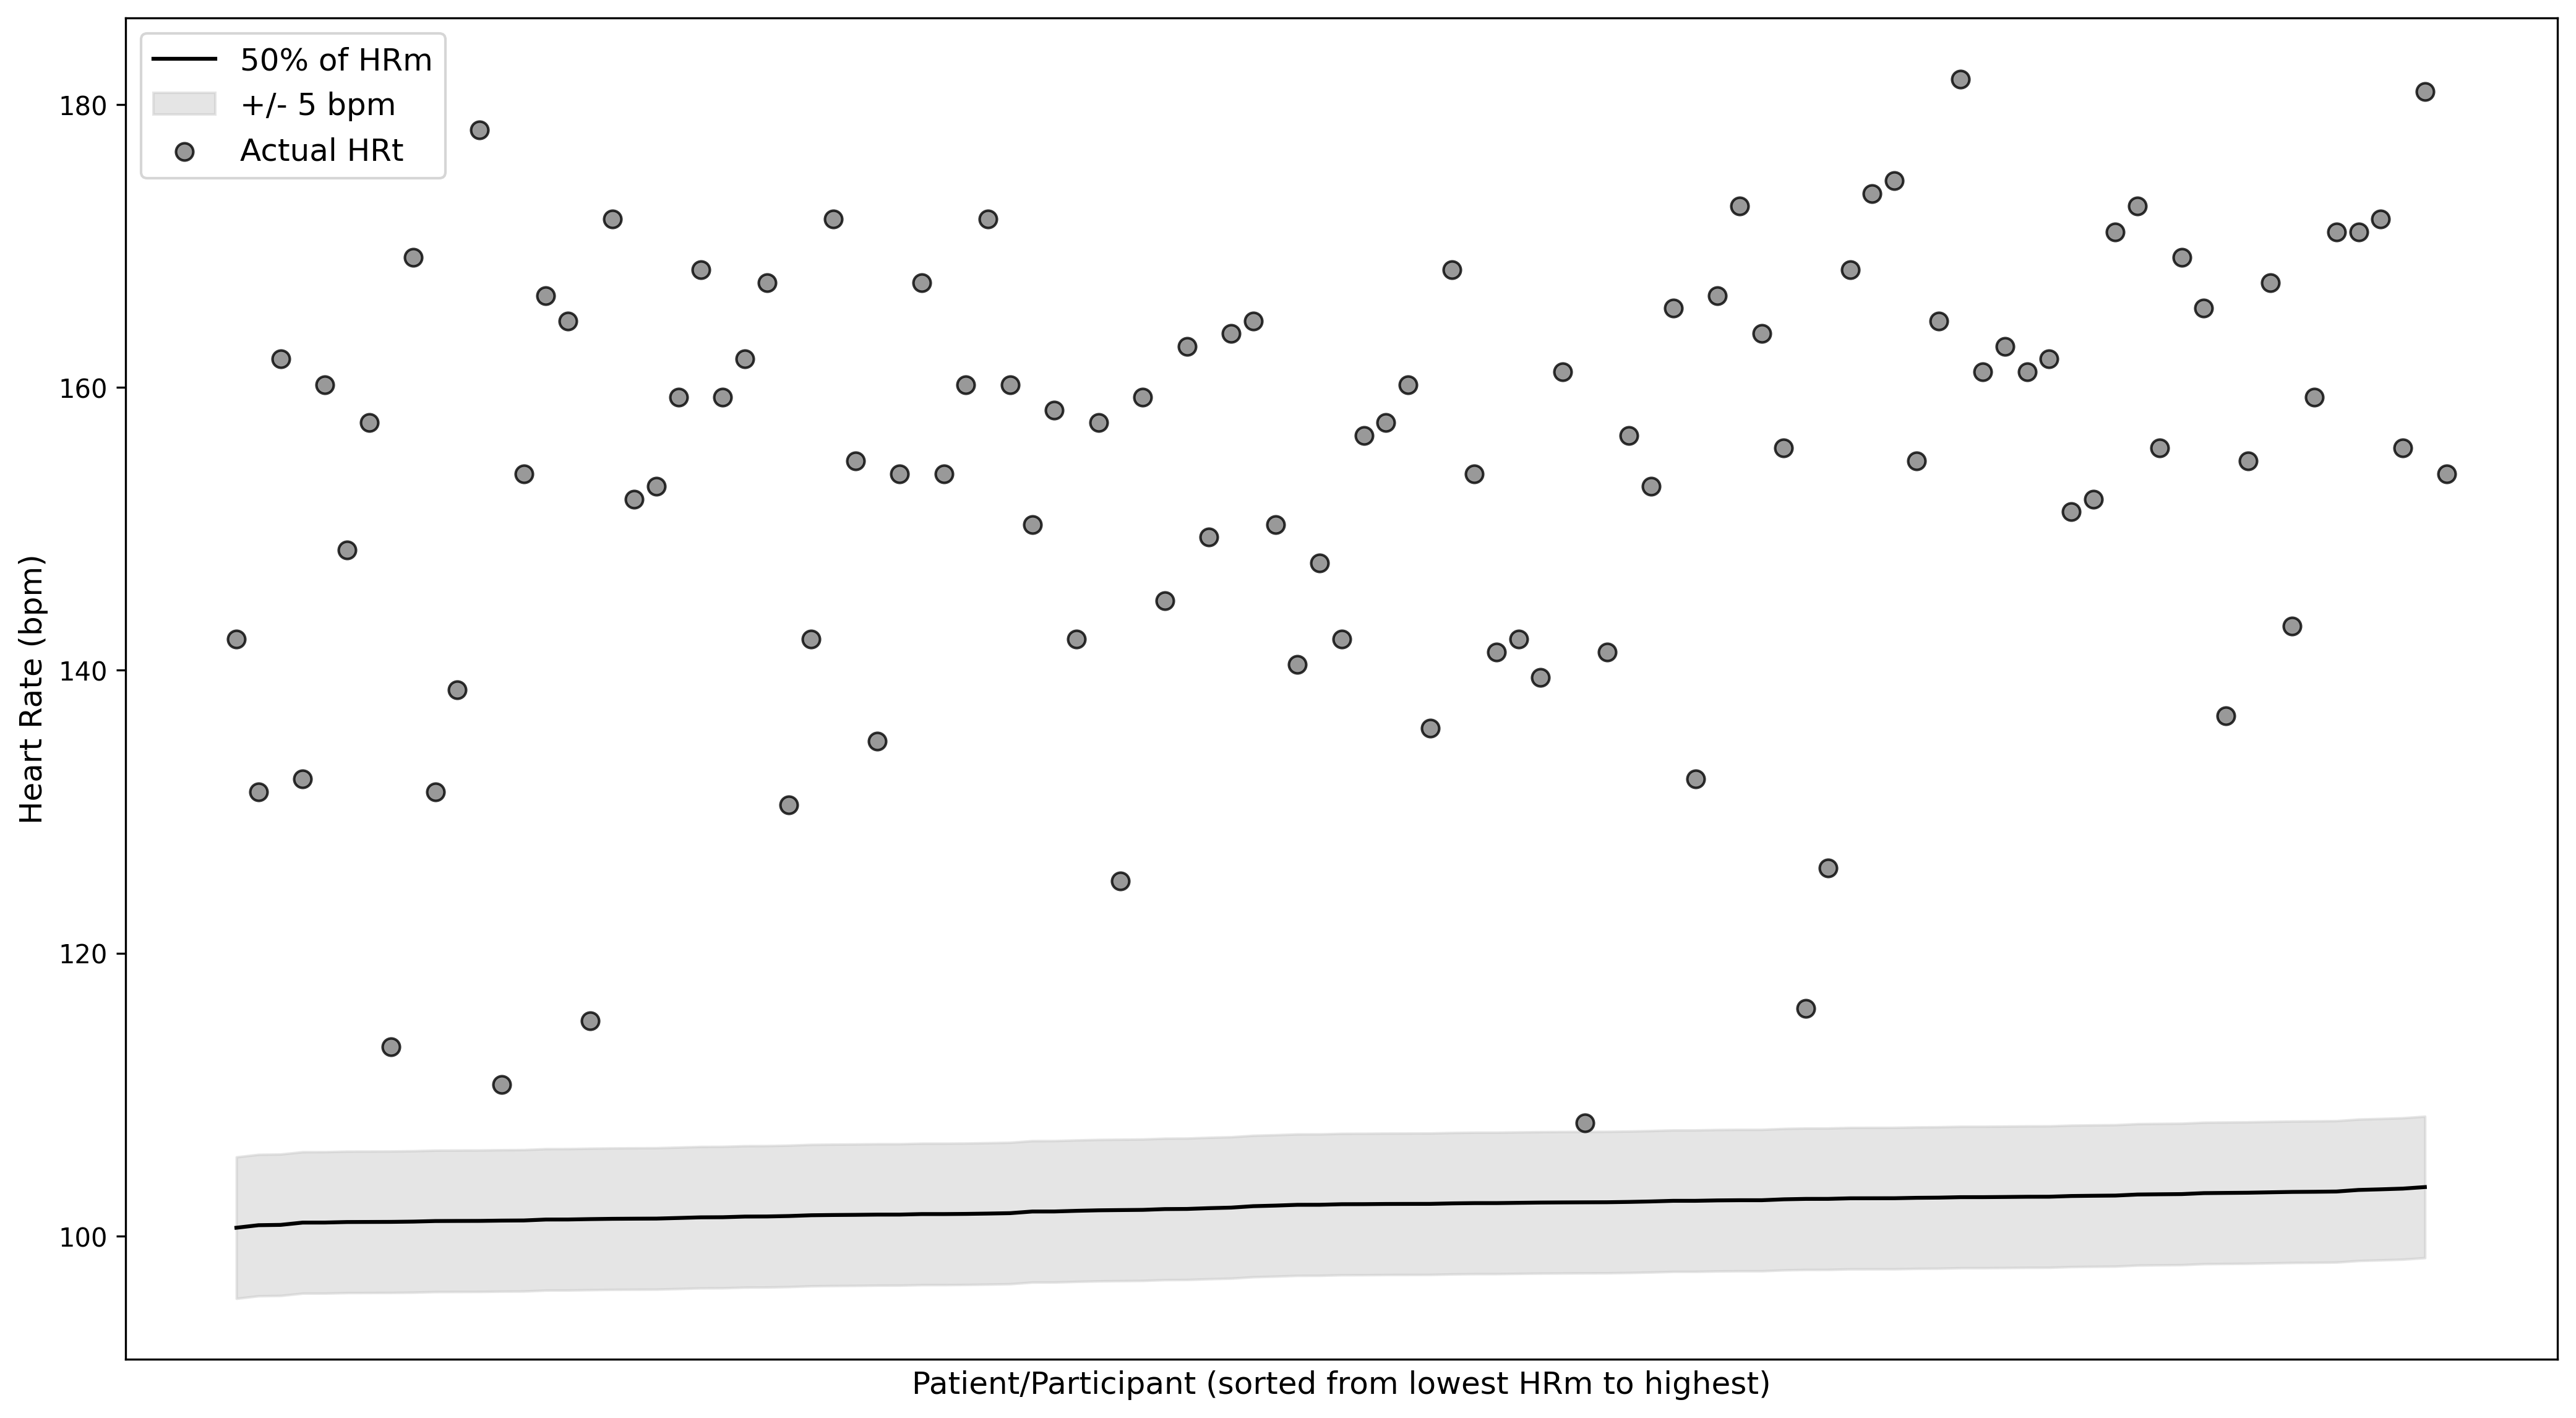 50% of HRm
+/- 5 bpm
Actual HRt
180
160
140
120
100
Heart Rate (bpm)
Patient/Participant (sorted from lowest HRm to highest)